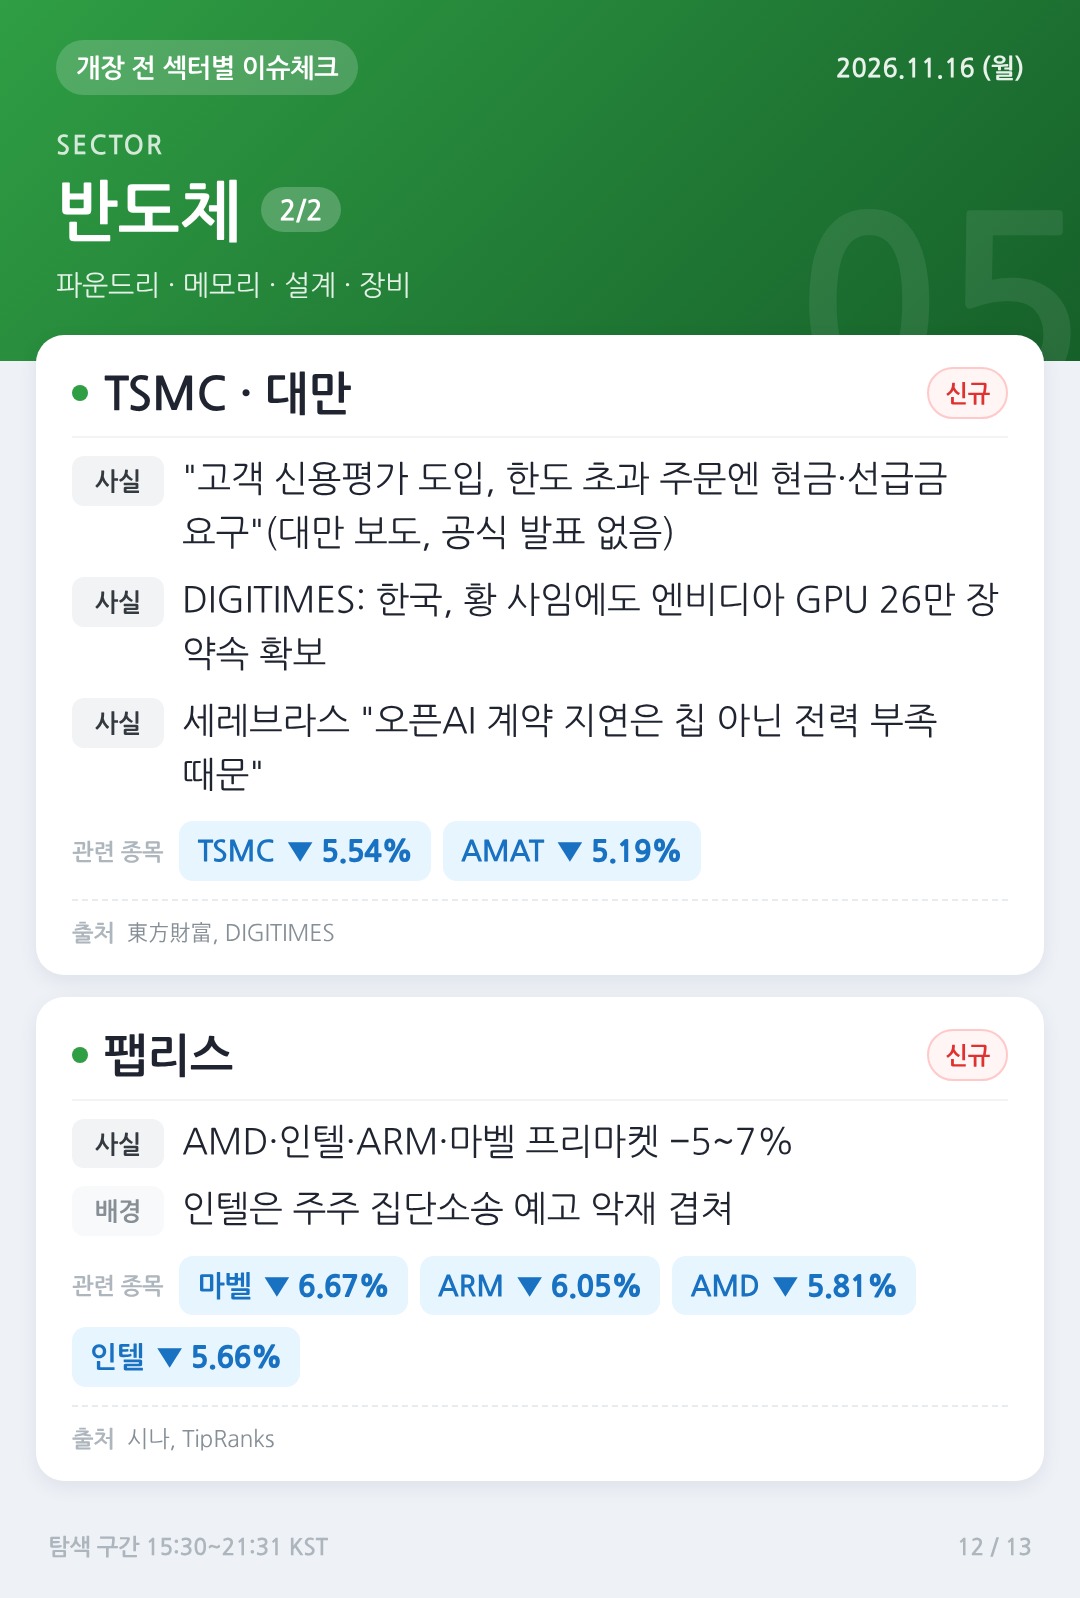 개장 전 섹터별 이슈체크
2026.11.16 (월)
SECTOR
반도체 2/2
파운드리 · 메모리 · 설계 · 장비
05
TSMC · 대만
신규
사실 "고객 신용평가 도입, 한도 초과 주문엔 현금·선급금
요구"(대만 보도, 공식 발표 없음)
사실 DIGITIMES: 한국, 황 사임에도 엔비디아 GPU 26만 장
약속 확보
사실 세레브라스 "오픈AI 계약 지연은 칩 아닌 전력 부족
때문"
관련 종목 TSMC ▼ 5.54% AMAT ▼ 5.19%
출처 東方財富, DIGITIMES
팹리스
신규
사실 AMD·인텔·ARM·마벨 프리마켓 −5~7%
배경 인텔은 주주 집단소송 예고 악재 겹쳐
관련 종목 마벨 ▼ 6.67% ARM ▼ 6.05% AMD ▼ 5.81%
인텔 ▼ 5.66%
출처 시나, TipRanks
탐색 구간 15:30~21:31 KST
12 / 13